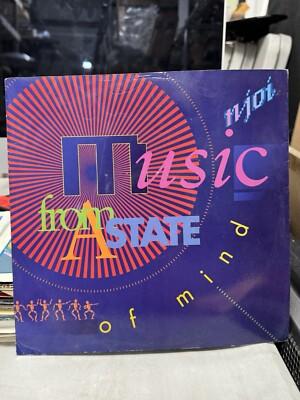 n-joi
Music
from
A STATE
of mind